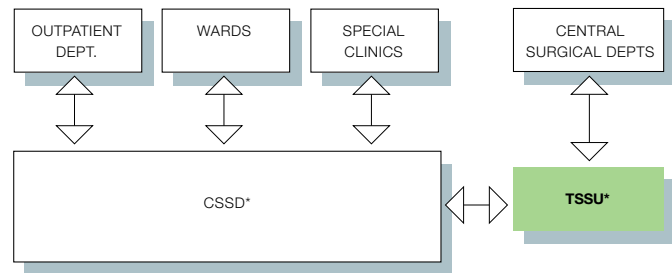 OUTPATIENT
DEPT.
WARDS
SPECIAL
CLINICS
CENTRAL
SURGICAL DEPTS
CSSD*
TSSU*